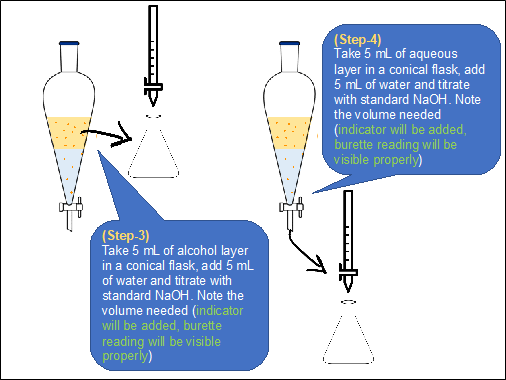 (Step-4)
Take 5 mL of aqueous
layer in a conical flask, add
5 mL of water and titrate
with standard NaOH. Note
the volume needed
(indicator will be added,
burette reading will be
visible properly)
(Step-3)
Take 5 mL of alcohol layer
in a conical flask, add 5 mL
of water and titrate with
standard NaOH. Note the
volume needed (indicator
will be added, burette
reading will be visible
properly)